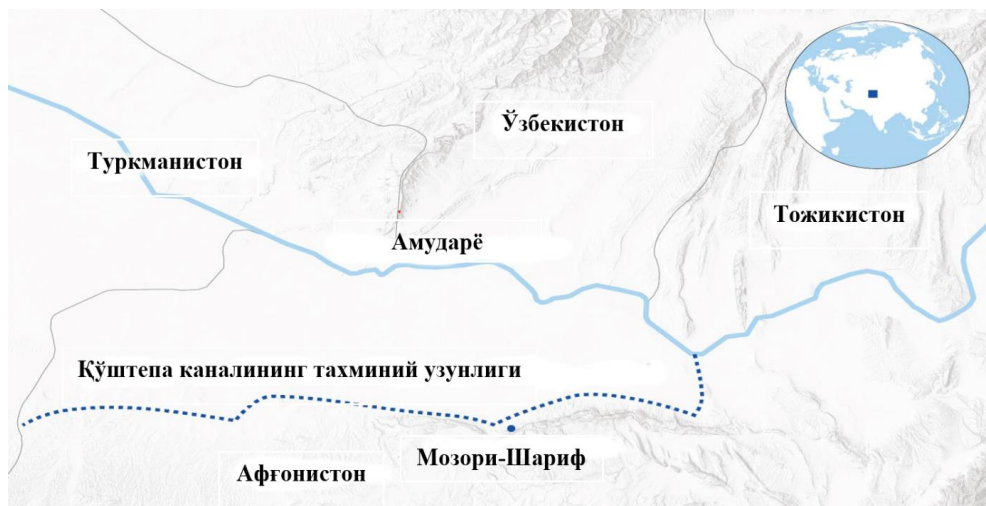 Ўзбекистон
Туркманистон
Тожикистон
Амударё
Қўштепа каналининг тахминий узунлиги
Мозори-Шариф
Афғонистон